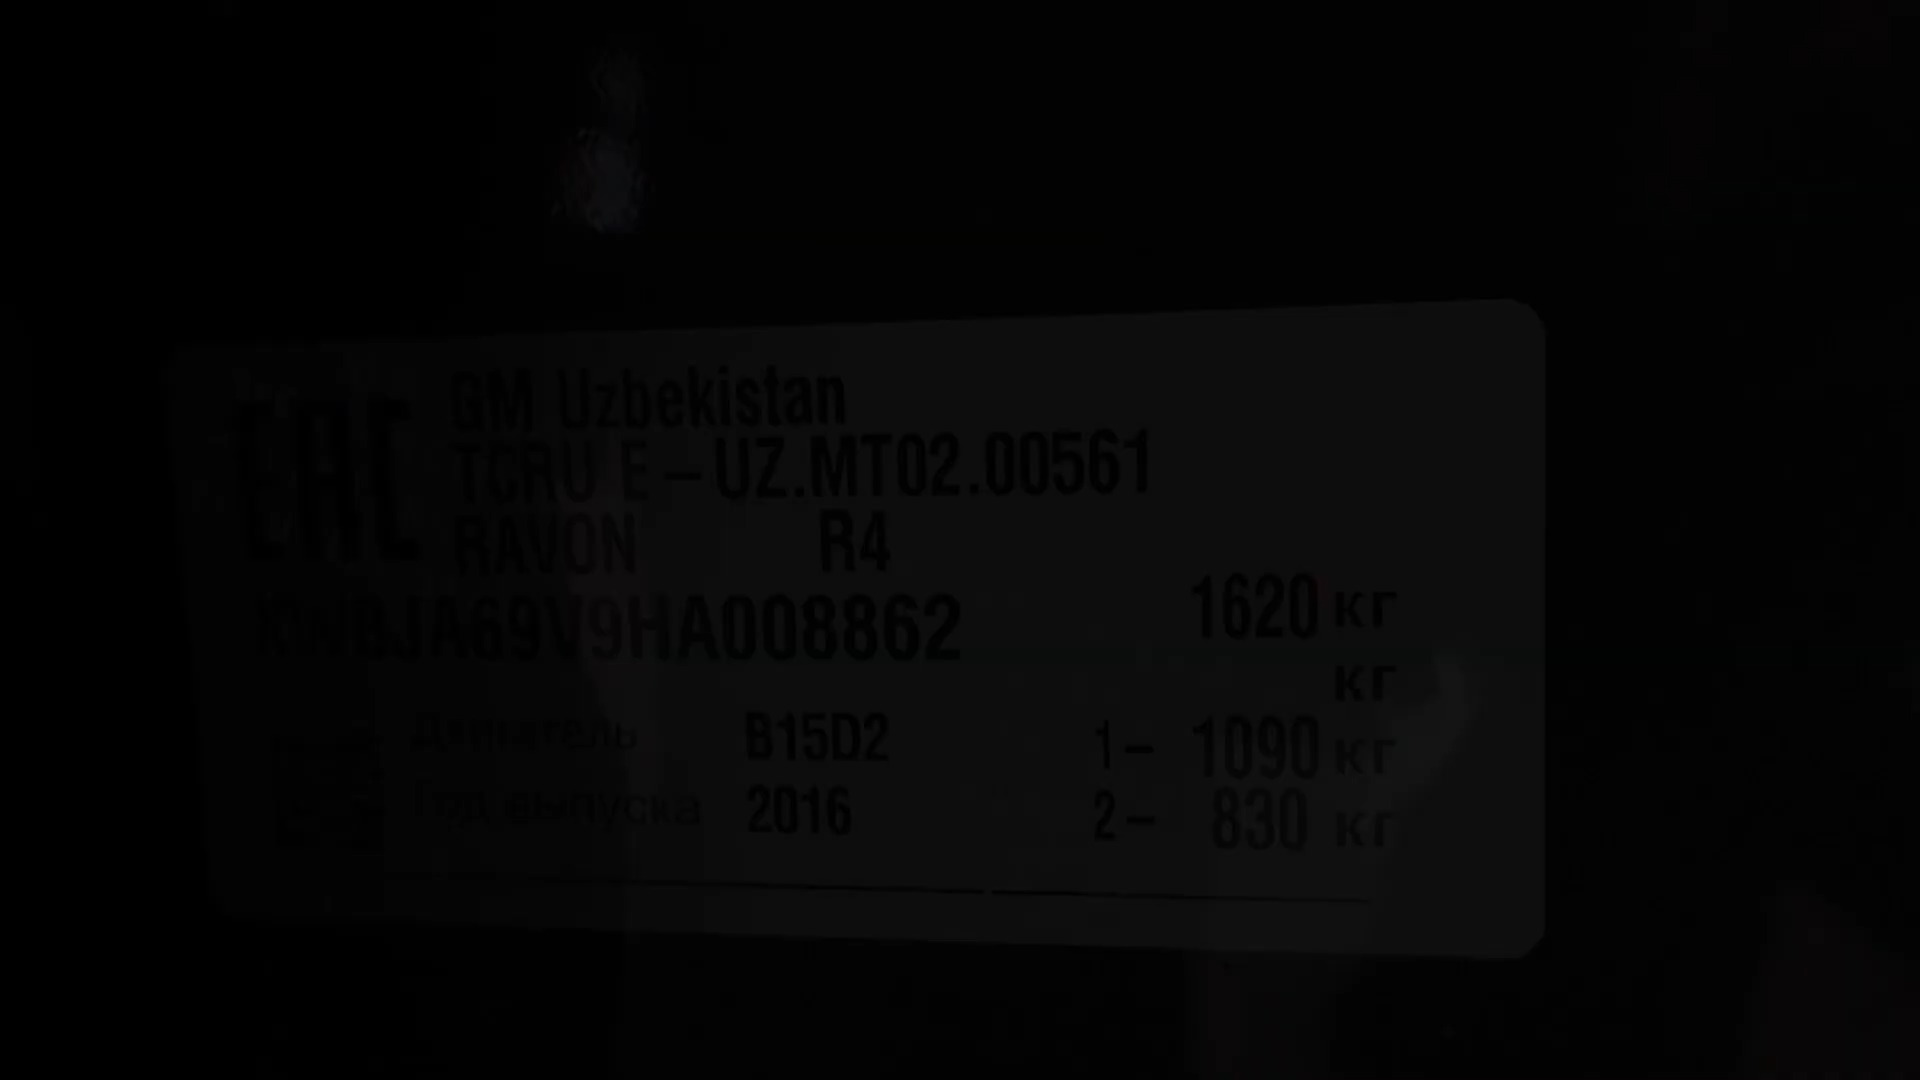 EAC
GM Uzbekistan
TCRU E – UZ.MT02.00561
RAVON R4
1620 кг
кг
Двигатель B15D2 1 – 1090 кг
Год выпуска 2016 2 – 830 кг